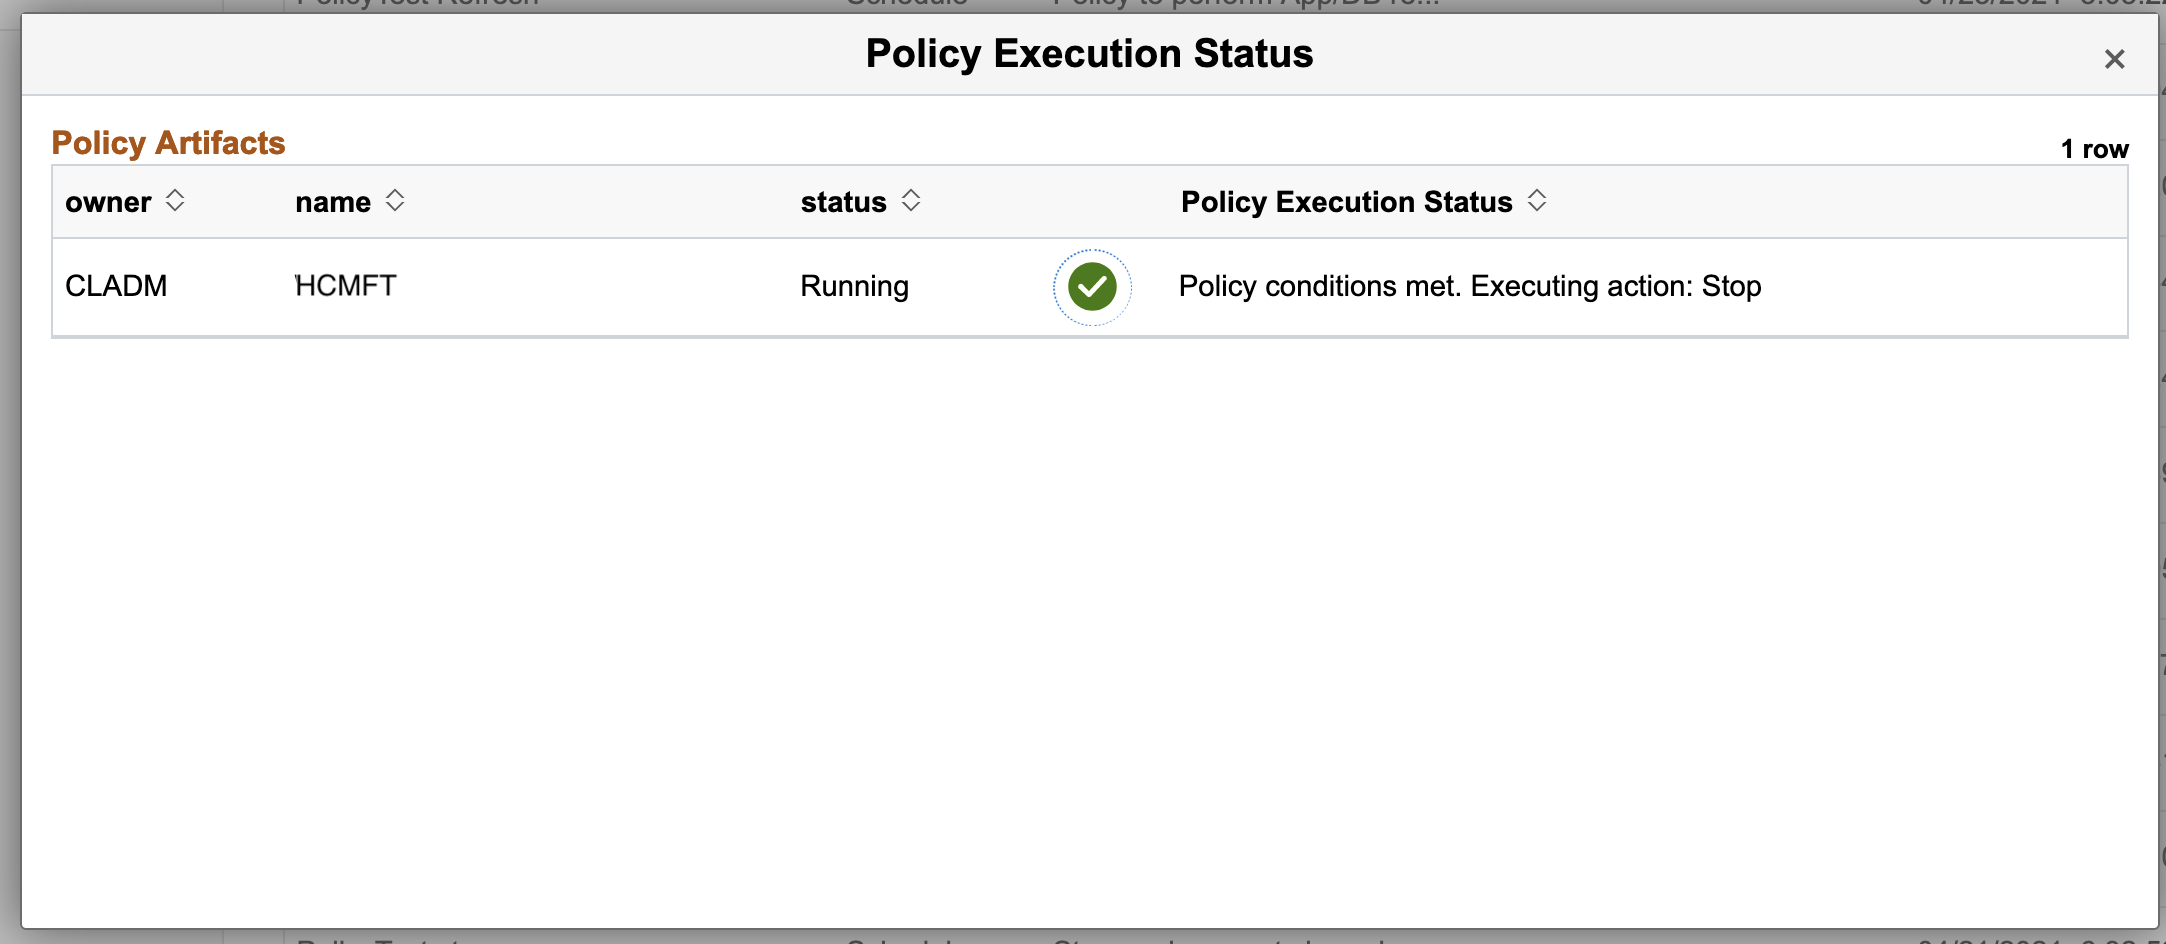 Policy Execution Status
Policy Artifacts
1 row
owner name status Policy Execution Status
CLADM HCMFT Running Policy conditions met. Executing action: Stop